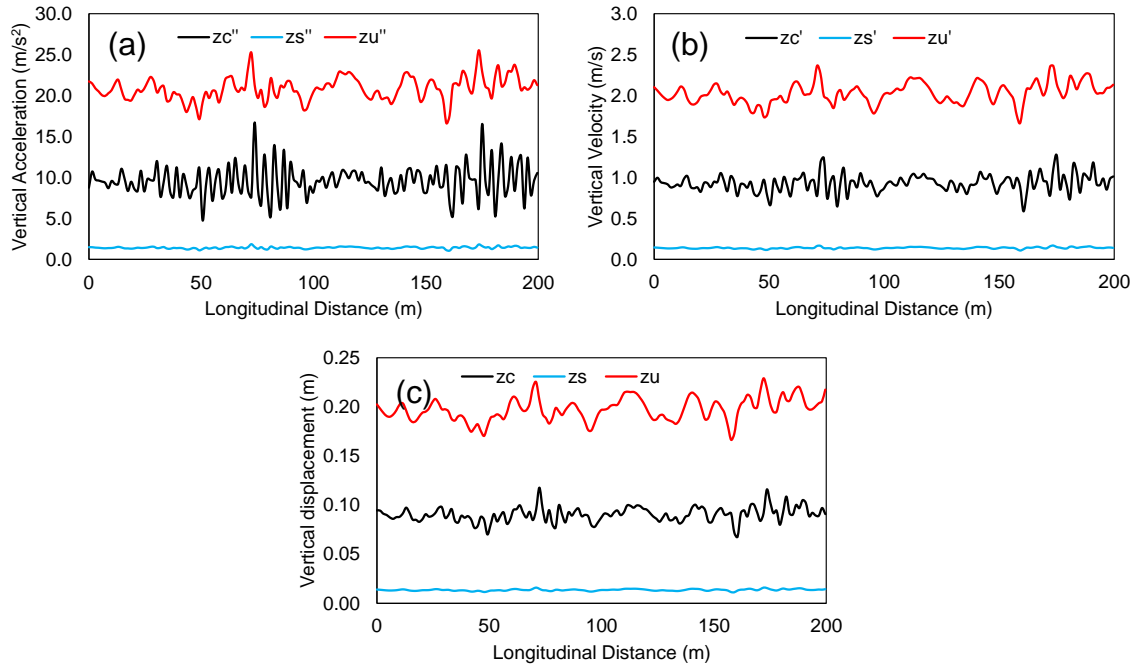 (a)
zc'' zs'' zu''
Vertical Acceleration (m/s²)
30.0
25.0
20.0
15.0
10.0
5.0
0.0
0 50 100 150 200
Longitudinal Distance (m)
(b)
zc' zs' zu'
Vertical Velocity (m/s)
3.0
2.5
2.0
1.5
1.0
0.5
0.0
0 50 100 150 200
Longitudinal Distance (m)
(c)
zc zs zu
Vertical displacement (m)
0.25
0.20
0.15
0.10
0.05
0.00
0 50 100 150 200
Longitudinal Distance (m)